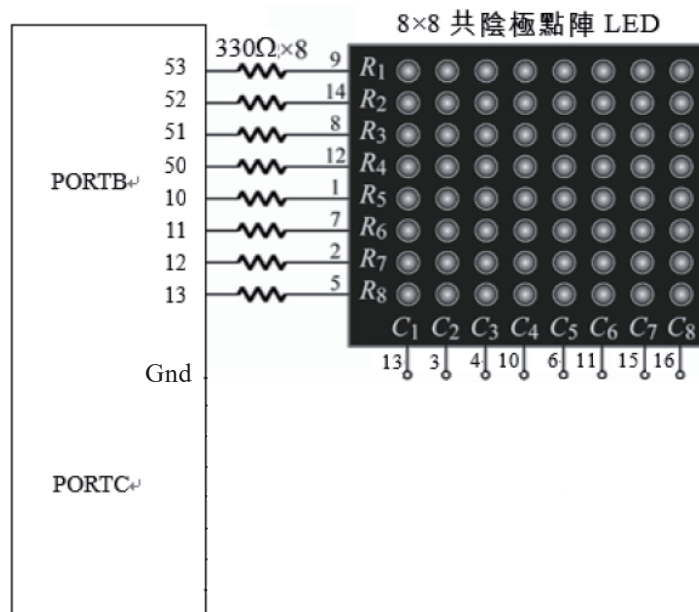 8×8 共陰極點陣 LED
330Ω×8
53 9 R1
52 14 R2
51 8 R3
50 12 R4
PORTB↵
10 1 R5
11 7 R6
12 2 R7
13 5 R8
C1 C2 C3 C4 C5 C6 C7 C8
13 3 4 10 6 11 15 16
Gnd
PORTC↵